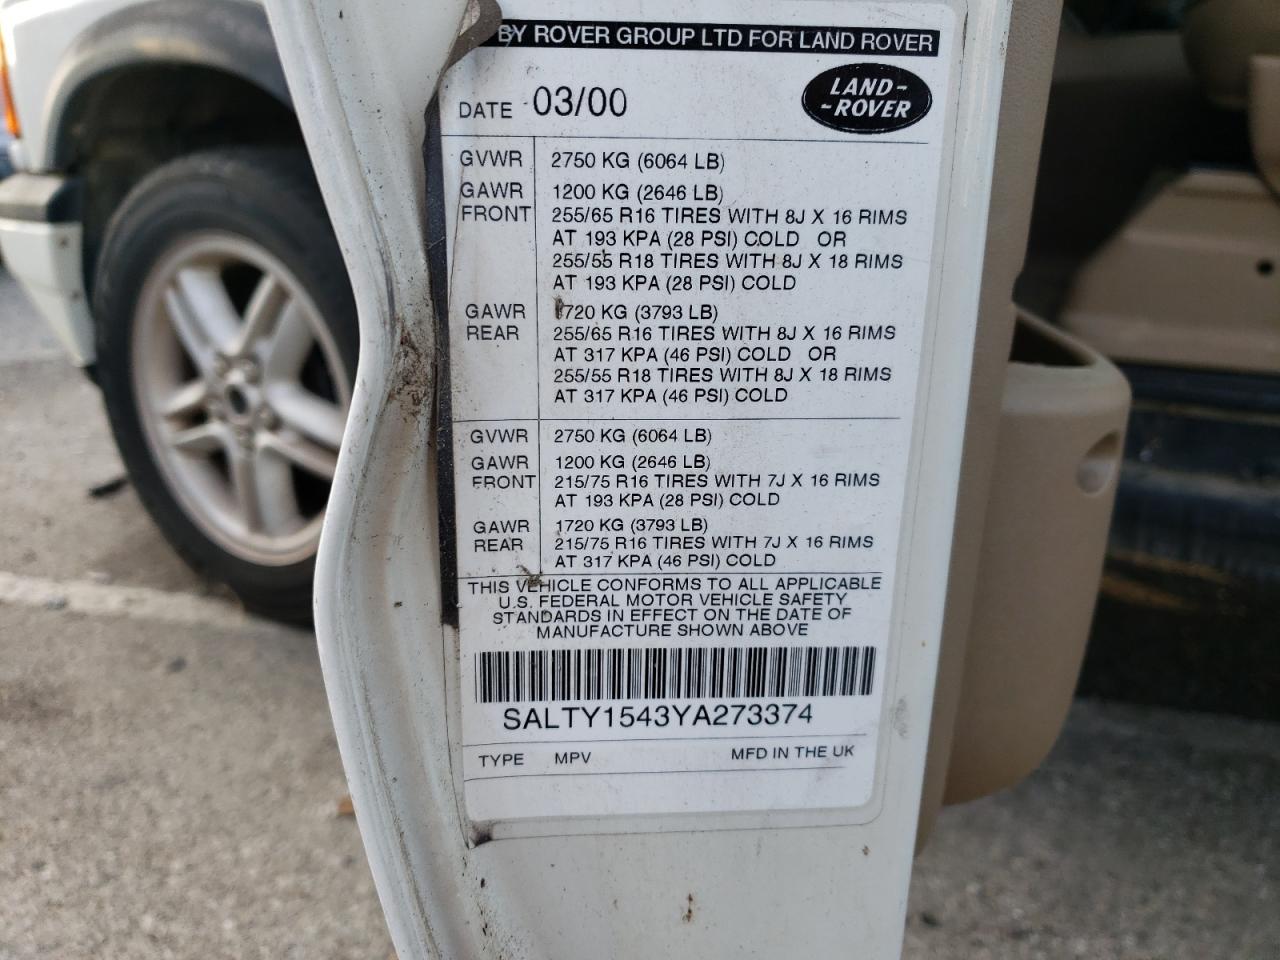 BY ROVER GROUP LTD FOR LAND ROVER
DATE 03/00
LAND-
-ROVER
GVWR 2750 KG (6064 LB)
GAWR 1200 KG (2646 LB)
FRONT 255/65 R16 TIRES WITH 8J X 16 RIMS
AT 193 KPA (28 PSI) COLD OR
255/55 R18 TIRES WITH 8J X 18 RIMS
AT 193 KPA (28 PSI) COLD
GAWR 1720 KG (3793 LB)
REAR 255/65 R16 TIRES WITH 8J X 16 RIMS
AT 317 KPA (46 PSI) COLD OR
255/55 R18 TIRES WITH 8J X 18 RIMS
AT 317 KPA (46 PSI) COLD
GVWR 2750 KG (6064 LB)
GAWR 1200 KG (2646 LB)
FRONT 215/75 R16 TIRES WITH 7J X 16 RIMS
AT 193 KPA (28 PSI) COLD
GAWR 1720 KG (3793 LB)
REAR 215/75 R16 TIRES WITH 7J X 16 RIMS
AT 317 KPA (46 PSI) COLD
THIS VEHICLE CONFORMS TO ALL APPLICABLE
U.S. FEDERAL MOTOR VEHICLE SAFETY
STANDARDS IN EFFECT ON THE DATE OF
MANUFACTURE SHOWN ABOVE
SALTY1543YA273374
TYPE MPV MFD IN THE UK